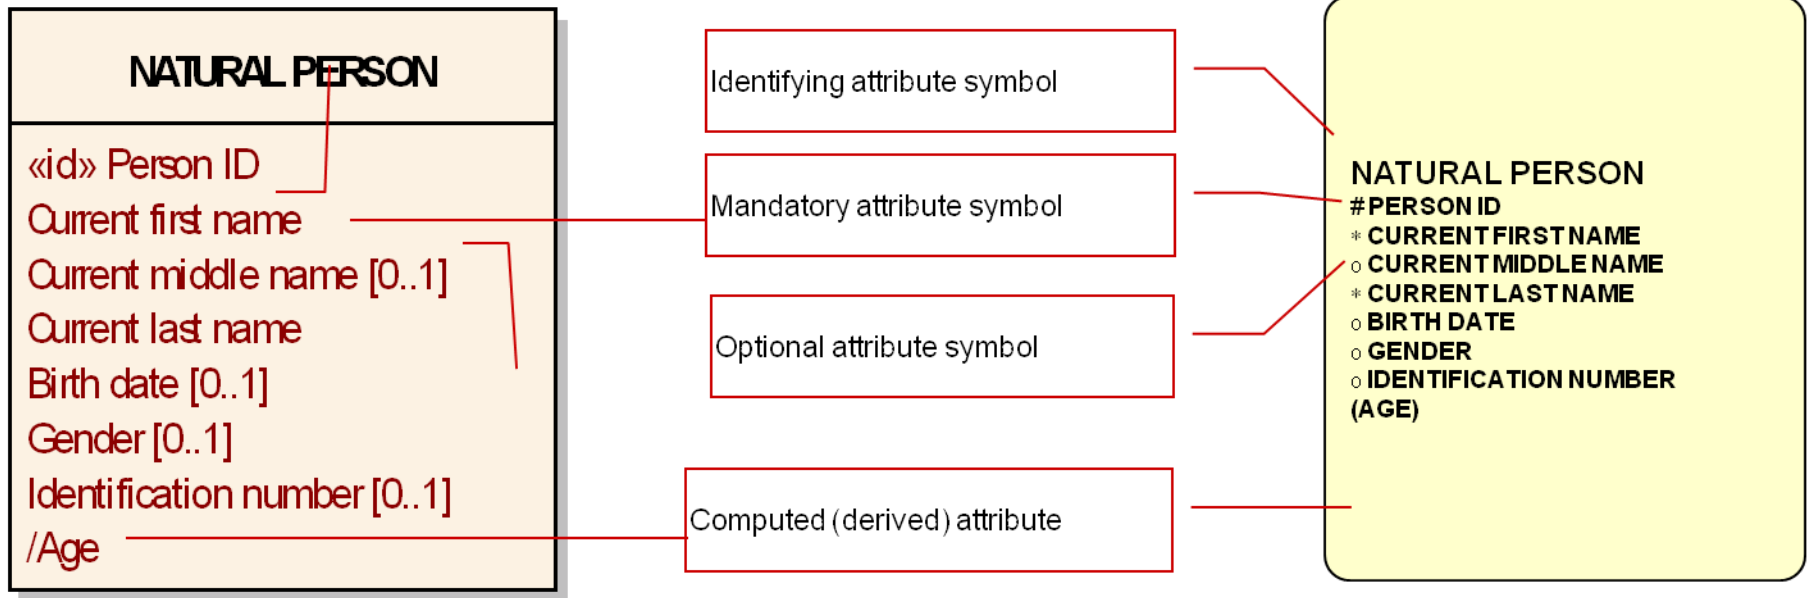 NATURAL PERSON
«id» Person ID
Current first name
Current middle name [0..1]
Current last name
Birth date [0..1]
Gender [0..1]
Identification number [0..1]
/Age
Identifying attribute symbol
Mandatory attribute symbol
Optional attribute symbol
Computed (derived) attribute
NATURAL PERSON
# PERSON ID
* CURRENT FIRST NAME
o CURRENT MIDDLE NAME
* CURRENT LAST NAME
o BIRTH DATE
o GENDER
o IDENTIFICATION NUMBER
(AGE)